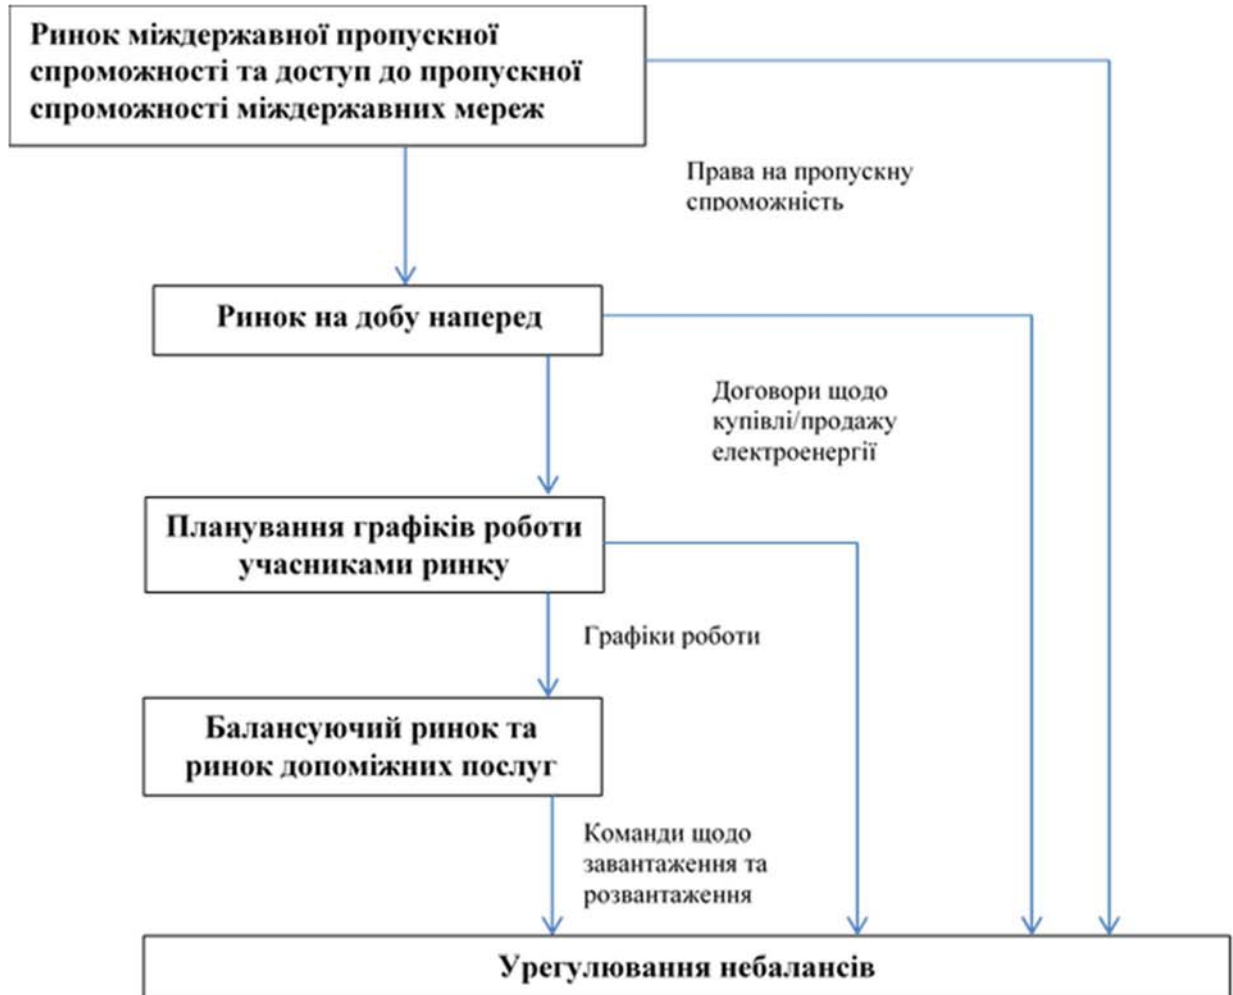 Ринок міждержавної пропускної
спроможності та доступ до пропускної
спроможності міждержавних мереж
Права на пропускну
спроможність
Ринок на добу наперед
Договори щодо
купівлі/продажу
електроенергії
Планування графіків роботи
учасниками ринку
Графіки роботи
Балансуючий ринок та
ринок допоміжних послуг
Команди щодо
завантаження та
розвантаження
Урегулювання небалансів